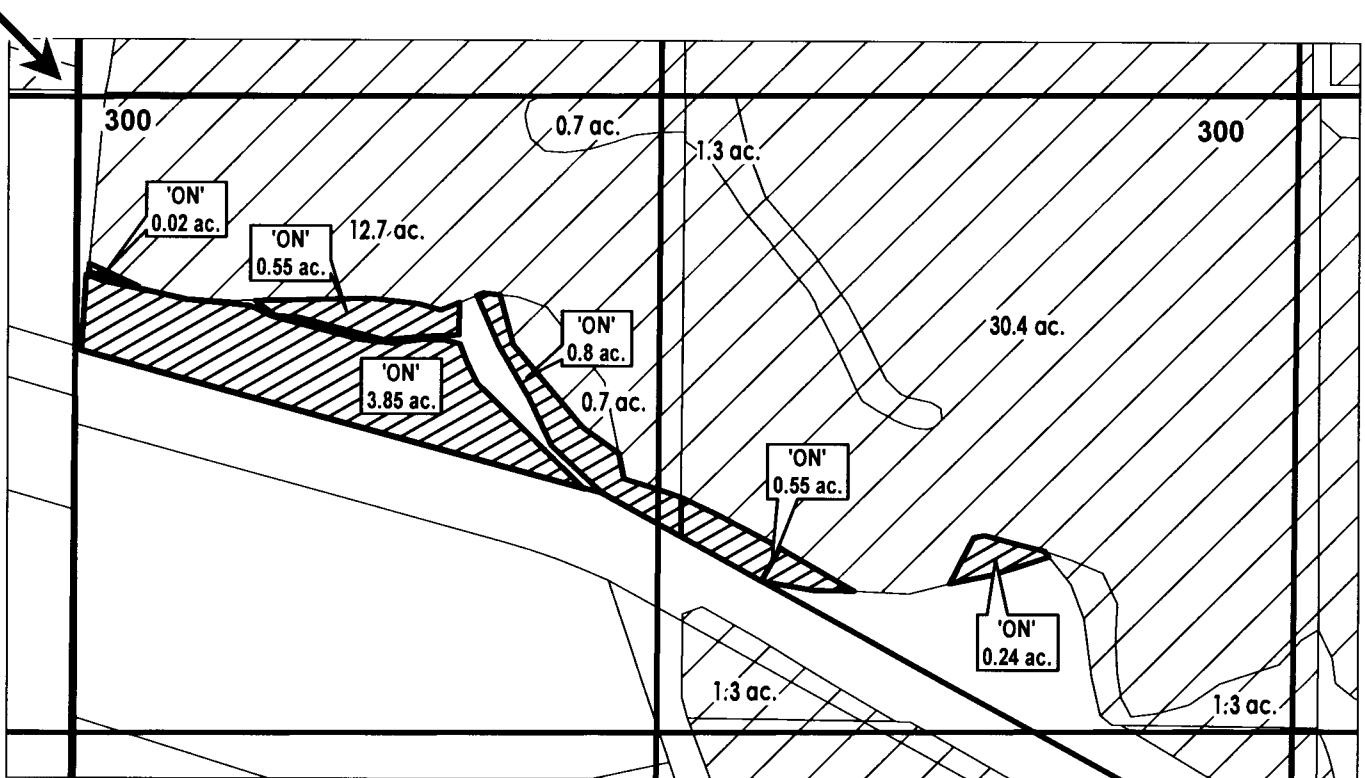 300
0.7 ac.
1.3 ac.
300
'ON'
0.02 ac.
12.7 ac.
'ON'
0.55 ac.
30.4 ac.
'ON'
0.8 ac.
'ON'
3.85 ac.
0.7 ac.
'ON'
0.55 ac.
'ON'
0.24 ac.
1.3 ac.
1.3 ac.